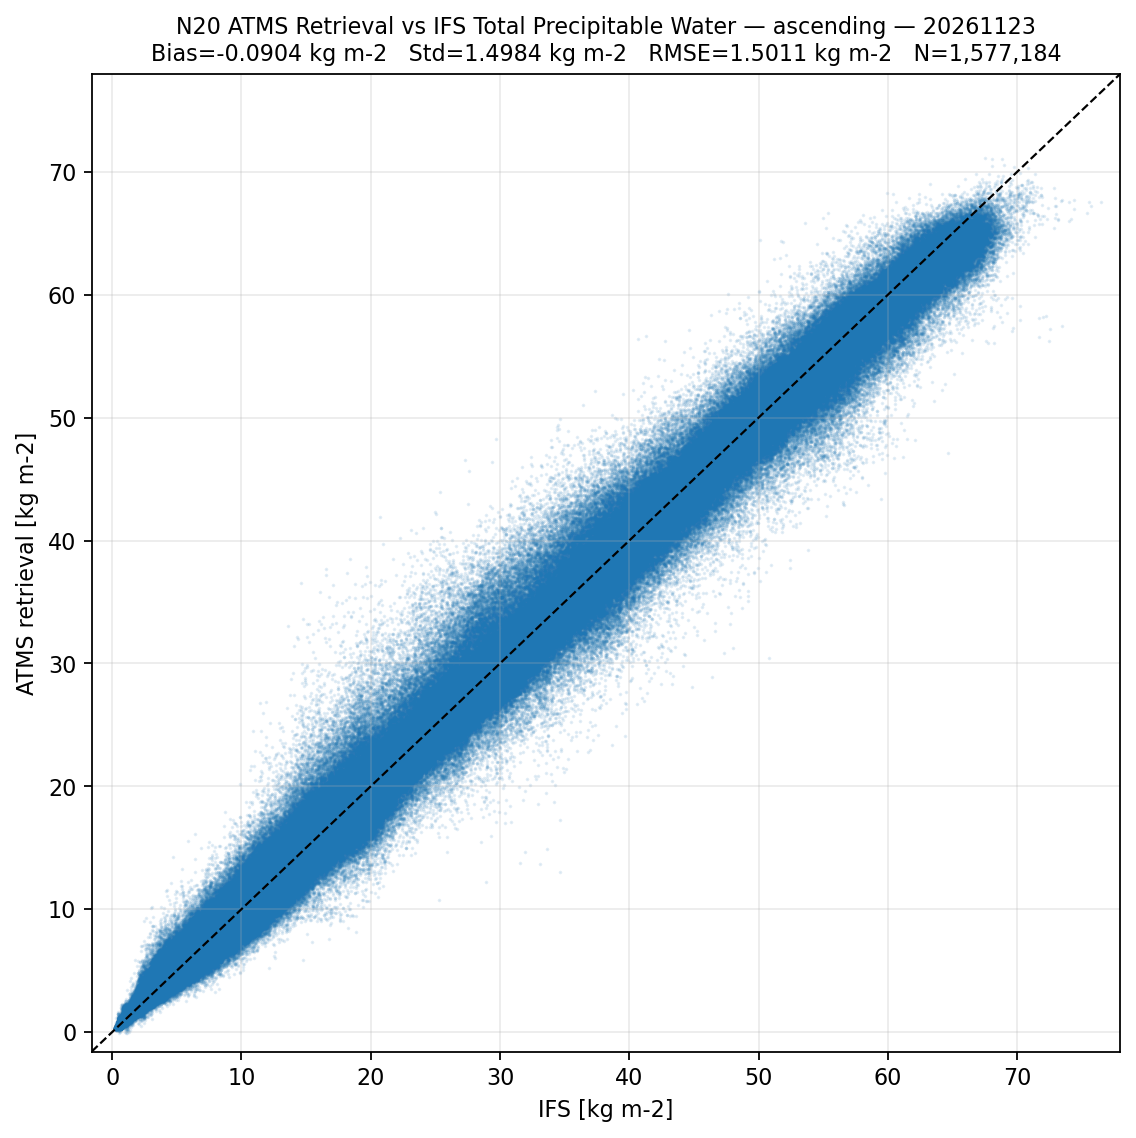 N20 ATMS Retrieval vs IFS Total Precipitable Water — ascending — 20261123
Bias=-0.0904 kg m-2   Std=1.4984 kg m-2   RMSE=1.5011 kg m-2   N=1,577,184
70
60
50
40
30
20
10
0
ATMS retrieval [kg m-2]
0 10 20 30 40 50 60 70
IFS [kg m-2]